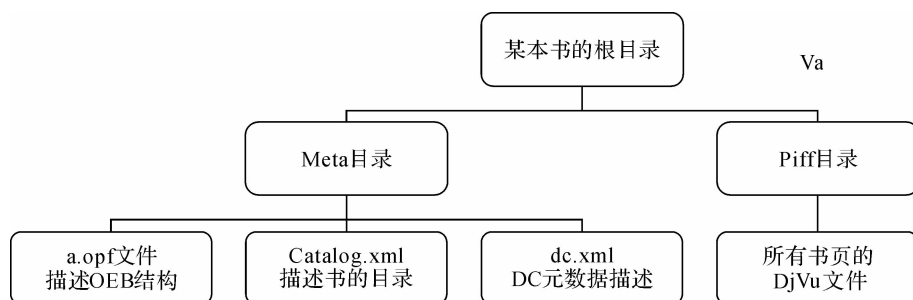 某本书的根目录
Va
Meta目录
Piff目录
a.opf文件
描述OEB结构
Catalog.xml
描述书的目录
dc.xml
DC元数据描述
所有书页的
DjVu文件